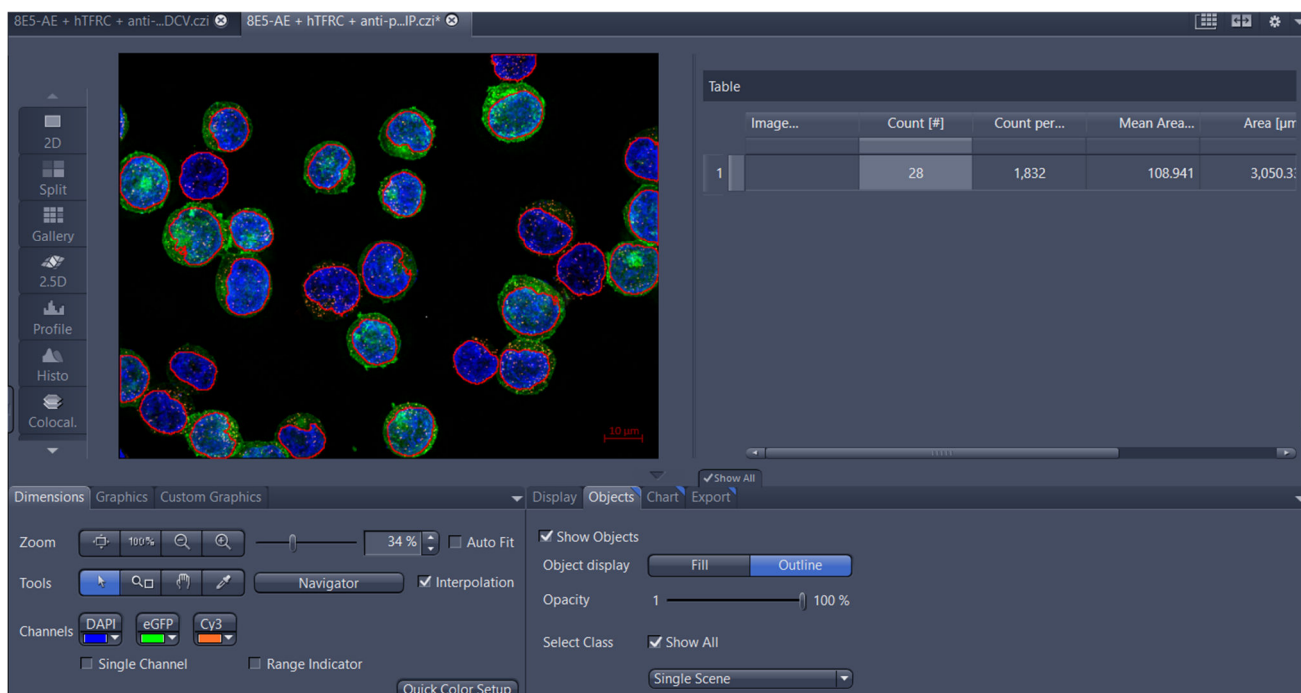 8E5-AE + hTFRC + anti-...DCV.czi 8E5-AE + hTFRC + anti-p...IP.czi*
2D
Split
Gallery
2.5D
Profile
Histo
Colocal.
10 µm
Table
Image... Count [#] Count per... Mean Area... Area [µm
1 28 1,832 108.941 3,050.33
Show All
Dimensions Graphics Custom Graphics
Zoom 100% 34 % Auto Fit
Tools Navigator Interpolation
Channels DAPI eGFP Cy3
Single Channel Range Indicator
Quick Color Setup
Display Objects Chart Export
Show Objects
Object display Fill Outline
Opacity 1 100 %
Select Class Show All
Single Scene